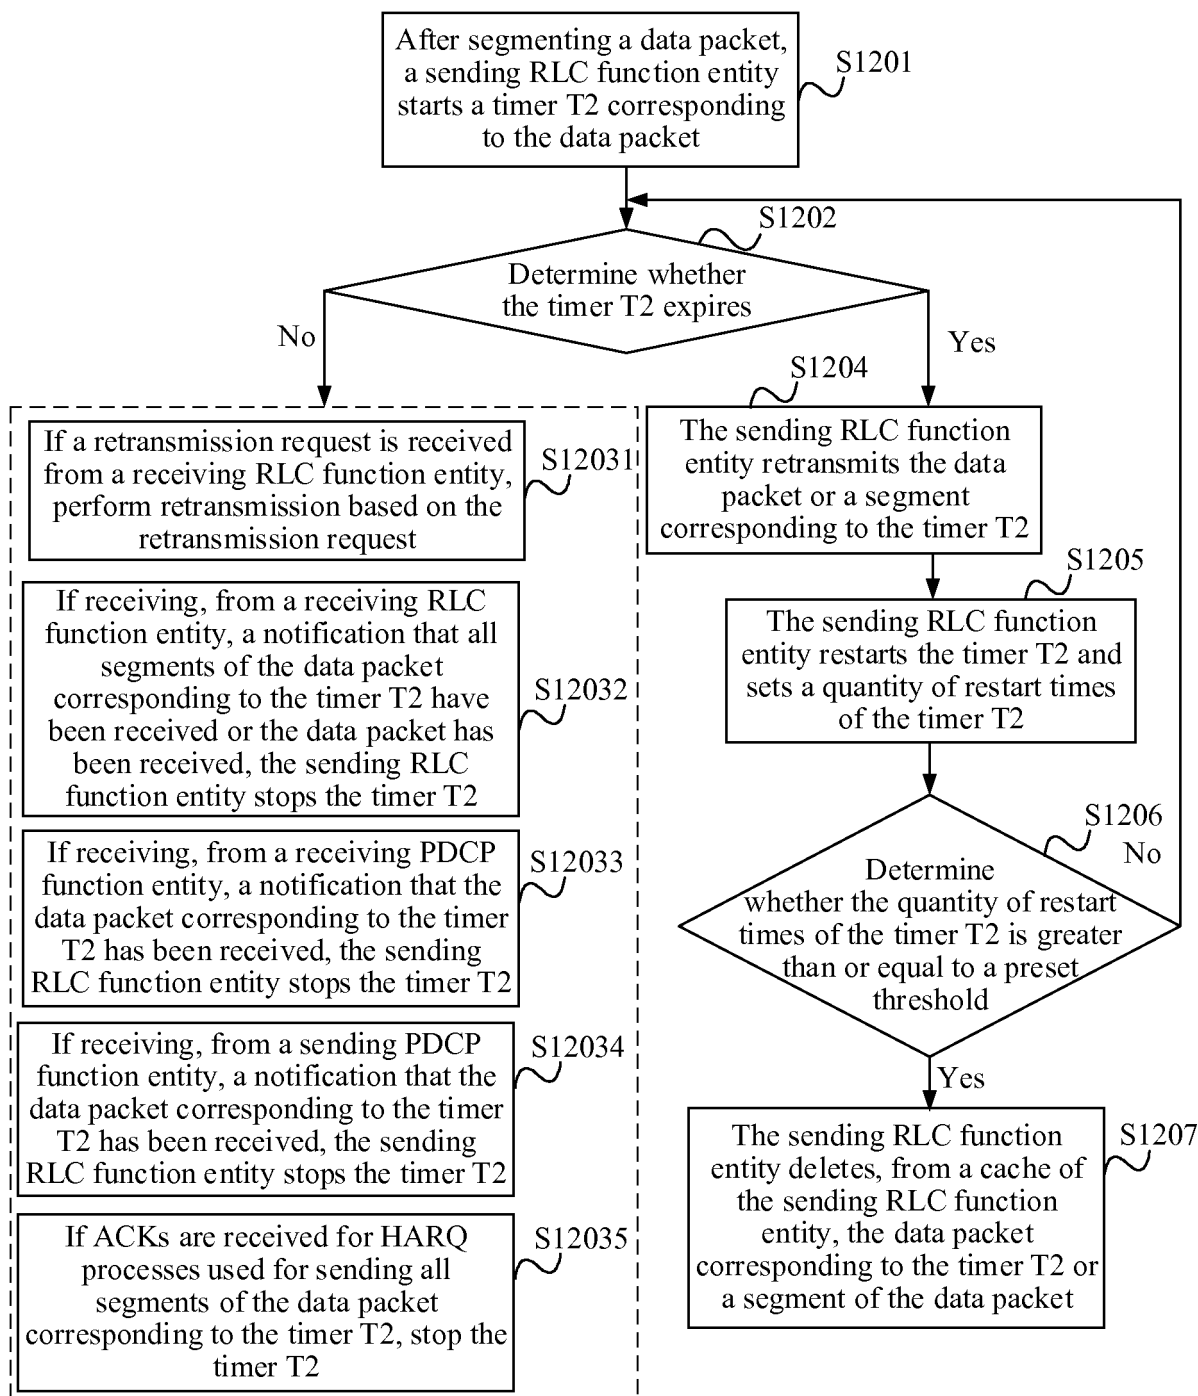 After segmenting a data packet,
a sending RLC function entity
starts a timer T2 corresponding
to the data packet
S1201
S1202
Determine whether
the timer T2 expires
No
Yes
If a retransmission request is received
from a receiving RLC function entity,
perform retransmission based on the
retransmission request
S12031
If receiving, from a receiving RLC
function entity, a notification that all
segments of the data packet
corresponding to the timer T2 have
been received or the data packet has
been received, the sending RLC
function entity stops the timer T2
S12032
If receiving, from a receiving PDCP
function entity, a notification that the
data packet corresponding to the timer
T2 has been received, the sending
RLC function entity stops the timer T2
S12033
If receiving, from a sending PDCP
function entity, a notification that the
data packet corresponding to the timer
T2 has been received, the sending
RLC function entity stops the timer T2
S12034
If ACKs are received for HARQ
processes used for sending all
segments of the data packet
corresponding to the timer T2, stop the
timer T2
S12035
S1204
The sending RLC function
entity retransmits the data
packet or a segment
corresponding to the timer T2
S1205
The sending RLC function
entity restarts the timer T2 and
sets a quantity of restart times
of the timer T2
S1206
No
Determine
whether the quantity of restart
times of the timer T2 is greater
than or equal to a preset
threshold
Yes
The sending RLC function
entity deletes, from a cache of
the sending RLC function
entity, the data packet
corresponding to the timer T2 or
a segment of the data packet
S1207